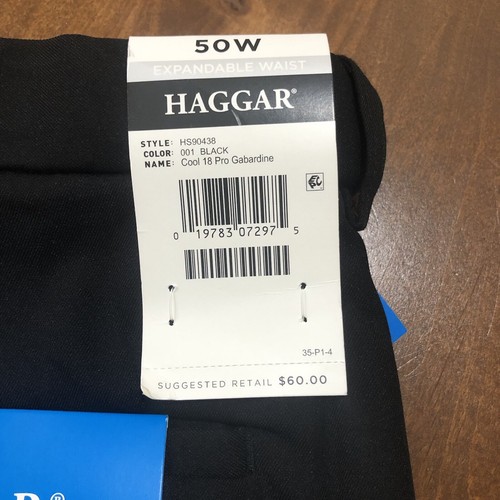 50W
EXPANDABLE WAIST
HAGGAR®
STYLE: HS90438
COLOR: 001 BLACK
NAME: Cool 18 Pro Gabardine
0 19783 07297 5
35-P1-4
SUGGESTED RETAIL $60.00
R®